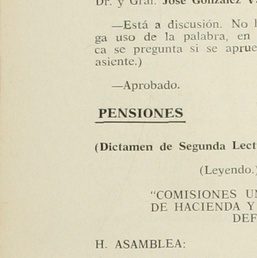 Dr. y Gral. José González V
—Está a discusión. No h
ga uso de la palabra, en
ca se pregunta si se aprue
asiente.)
—Aprobado.
PENSIONES
(Dictamen de Segunda Lect
(Leyendo.)
"COMISIONES UN
DE HACIENDA Y
DEF
H. ASAMBLEA: